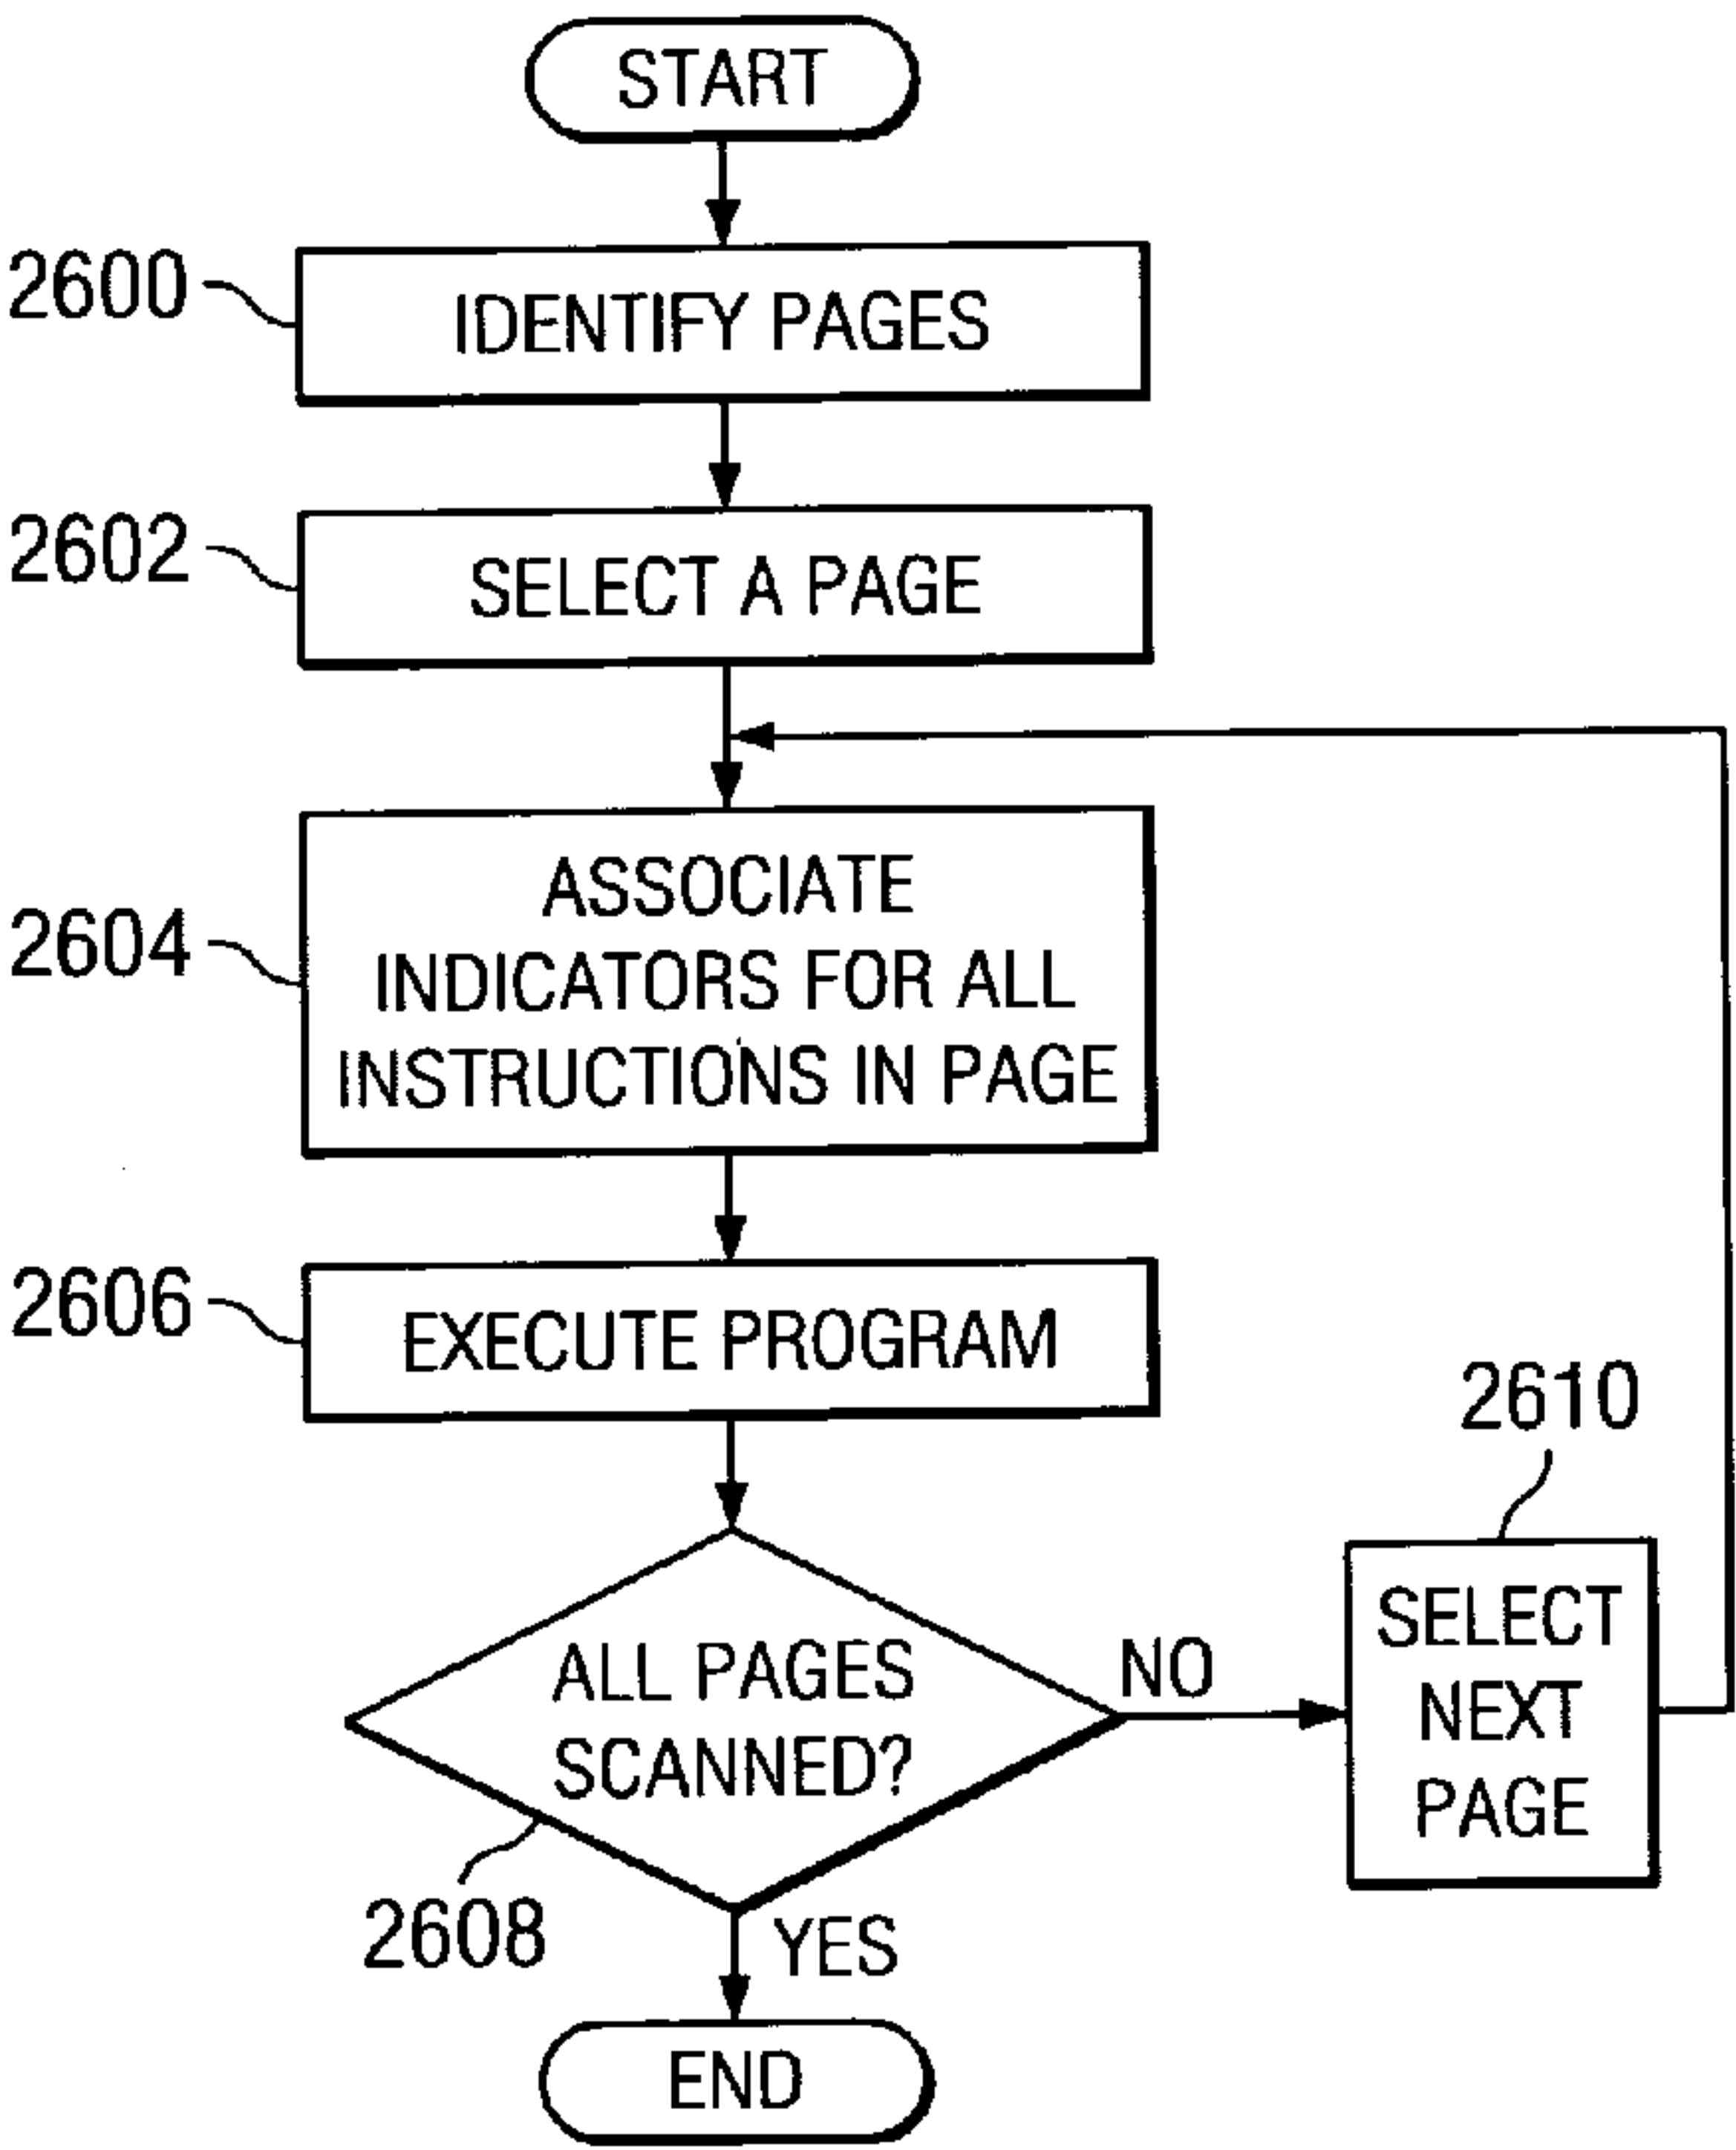 START
2600
IDENTIFY PAGES
2602
SELECT A PAGE
2604
ASSOCIATE
INDICATORS FOR ALL
INSTRUCTIONS IN PAGE
2606
EXECUTE PROGRAM
2608
ALL PAGES
SCANNED?
NO
2610
SELECT
NEXT
PAGE
YES
END